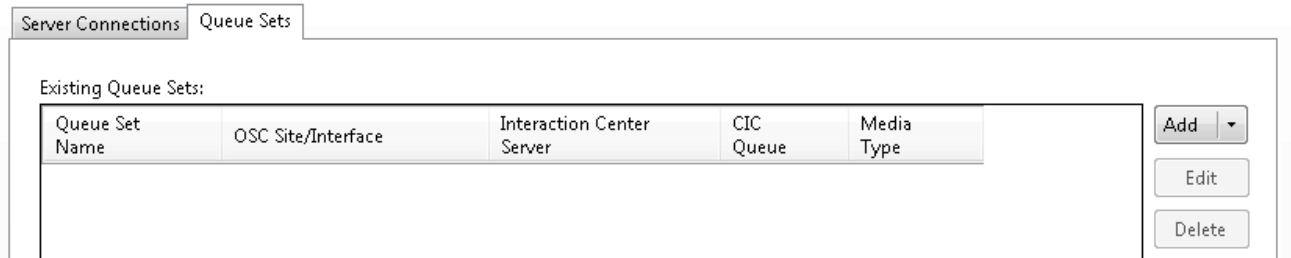 Server Connections
Queue Sets
Existing Queue Sets:
Queue Set
Name
OSC Site/Interface
Interaction Center
Server
CIC
Queue
Media
Type
Add
Edit
Delete